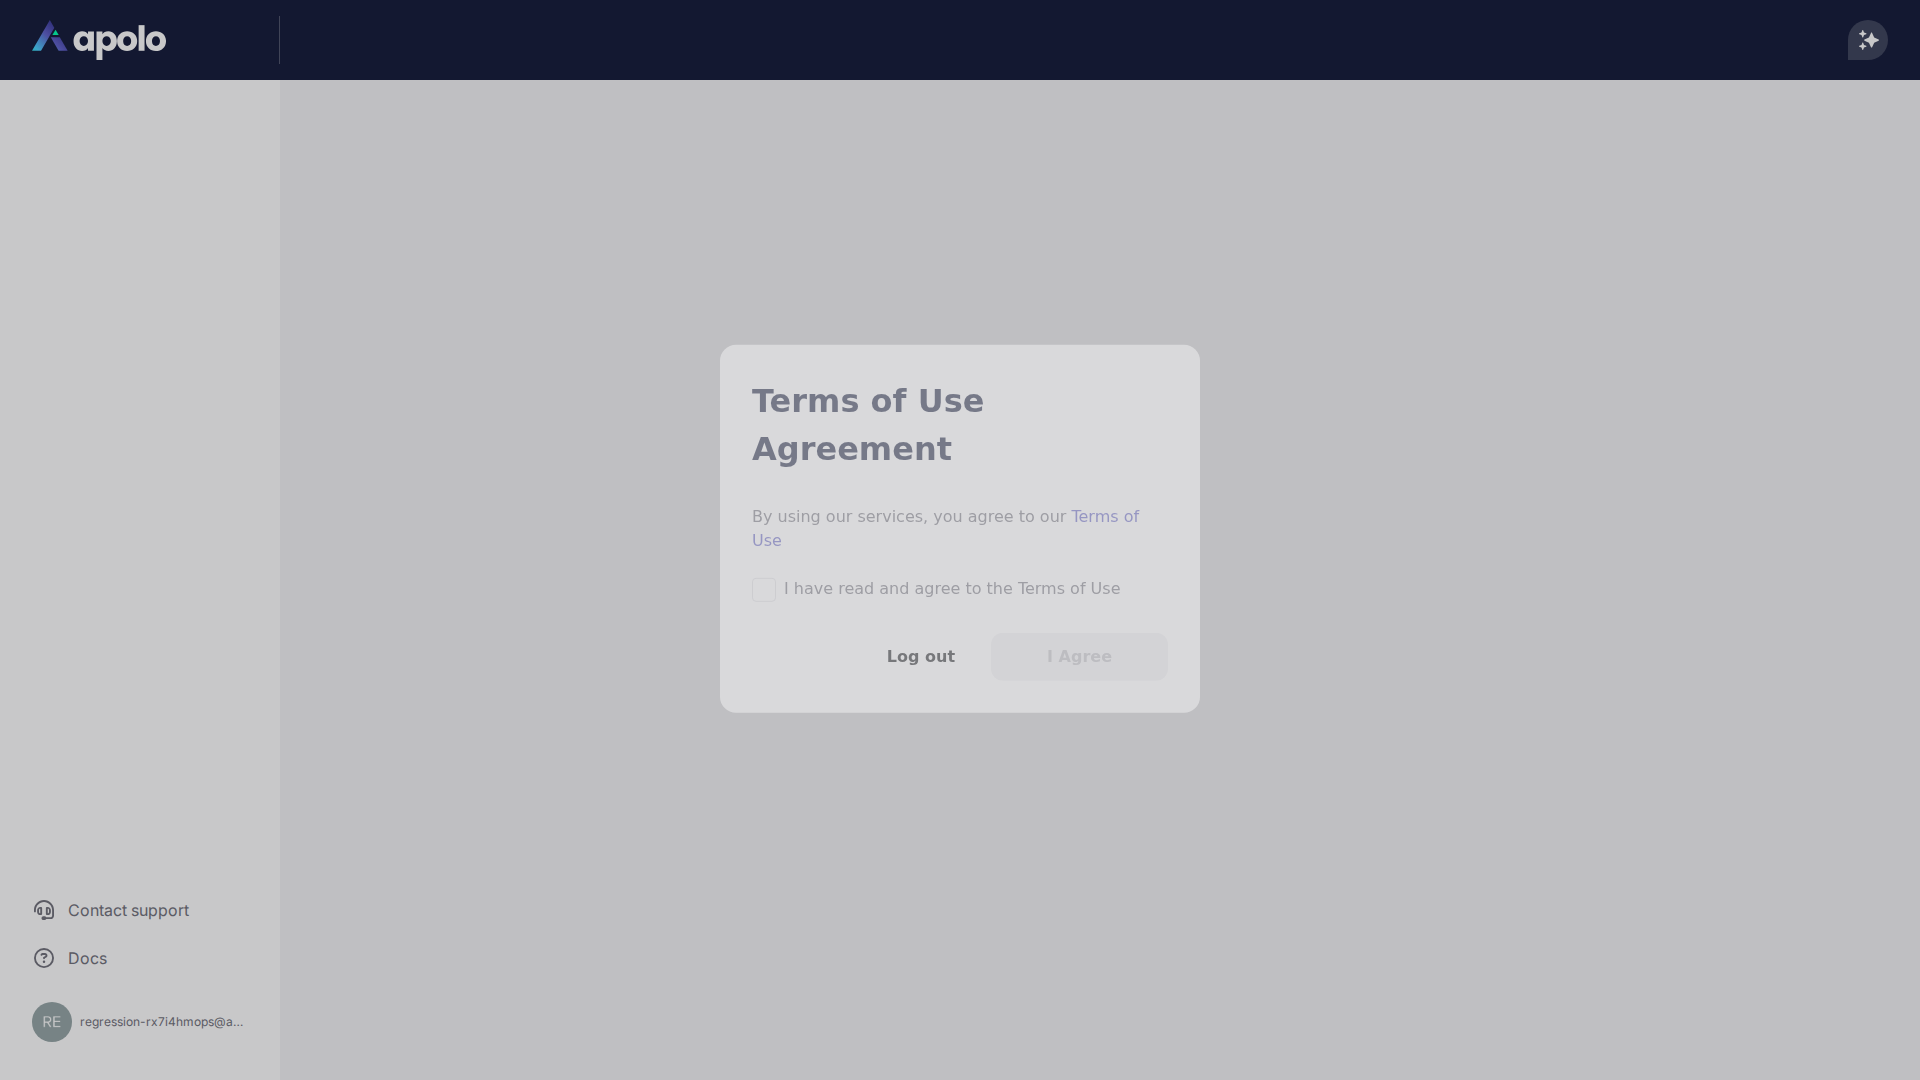 apolo
Terms of Use
Agreement
By using our services, you agree to our Terms of
Use
I have read and agree to the Terms of Use
Log out
I Agree
Contact support
Docs
RE
regression-rx7i4hmops@a...